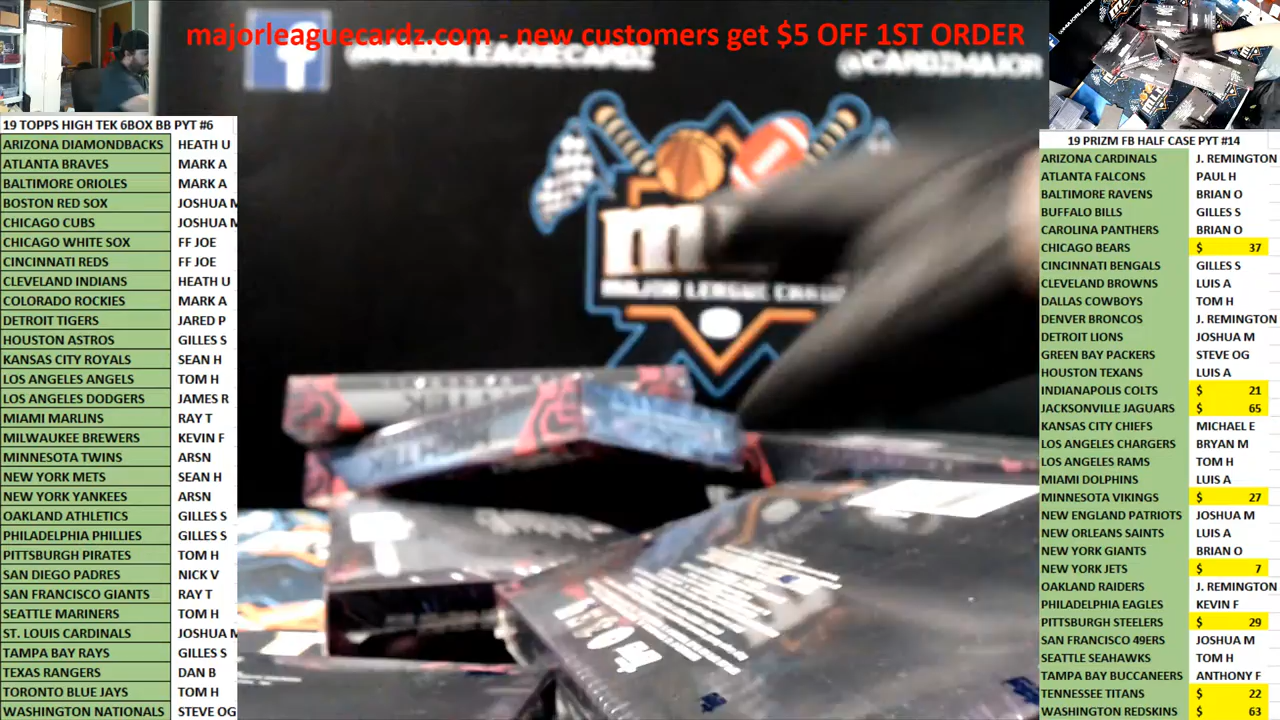 majorleaguecardz.com - new customers get $5 OFF 1ST ORDER
@CARDZMAJOR
19 TOPPS HIGH TEK 6BOX BB PYT #6
ARIZONA DIAMONDBACKS HEATH U
ATLANTA BRAVES MARK A
BALTIMORE ORIOLES MARK A
BOSTON RED SOX JOSHUA M
CHICAGO CUBS JOSHUA M
CHICAGO WHITE SOX FF JOE
CINCINNATI REDS FF JOE
CLEVELAND INDIANS HEATH U
COLORADO ROCKIES MARK A
DETROIT TIGERS JARED P
HOUSTON ASTROS GILLES S
KANSAS CITY ROYALS SEAN H
LOS ANGELES ANGELS TOM H
LOS ANGELES DODGERS JAMES R
MIAMI MARLINS RAY T
MILWAUKEE BREWERS KEVIN F
MINNESOTA TWINS ARSN
NEW YORK METS SEAN H
NEW YORK YANKEES ARSN
OAKLAND ATHLETICS GILLES S
PHILADELPHIA PHILLIES GILLES S
PITTSBURGH PIRATES TOM H
SAN DIEGO PADRES NICK V
SAN FRANCISCO GIANTS RAY T
SEATTLE MARINERS TOM H
ST. LOUIS CARDINALS JOSHUA M
TAMPA BAY RAYS GILLES S
TEXAS RANGERS DAN B
TORONTO BLUE JAYS TOM H
WASHINGTON NATIONALS STEVE OG
MAJOR LEAGUE
19 PRIZM FB HALF CASE PYT #14
ARIZONA CARDINALS J. REMINGTON
ATLANTA FALCONS PAUL H
BALTIMORE RAVENS BRIAN O
BUFFALO BILLS GILLES S
CAROLINA PANTHERS BRIAN O
CHICAGO BEARS $ 37
CINCINNATI BENGALS GILLES S
CLEVELAND BROWNS LUIS A
DALLAS COWBOYS TOM H
DENVER BRONCOS J. REMINGTON
DETROIT LIONS JOSHUA M
GREEN BAY PACKERS STEVE OG
HOUSTON TEXANS LUIS A
INDIANAPOLIS COLTS $ 21
JACKSONVILLE JAGUARS $ 65
KANSAS CITY CHIEFS MICHAEL E
LOS ANGELES CHARGERS BRYAN M
LOS ANGELES RAMS TOM H
MIAMI DOLPHINS LUIS A
MINNESOTA VIKINGS $ 27
NEW ENGLAND PATRIOTS JOSHUA M
NEW ORLEANS SAINTS LUIS A
NEW YORK GIANTS BRIAN O
NEW YORK JETS $ 7
OAKLAND RAIDERS J. REMINGTON
PHILADELPHIA EAGLES KEVIN F
PITTSBURGH STEELERS $ 29
SAN FRANCISCO 49ERS JOSHUA M
SEATTLE SEAHAWKS TOM H
TAMPA BAY BUCCANEERS ANTHONY F
TENNESSEE TITANS $ 22
WASHINGTON REDSKINS $ 63